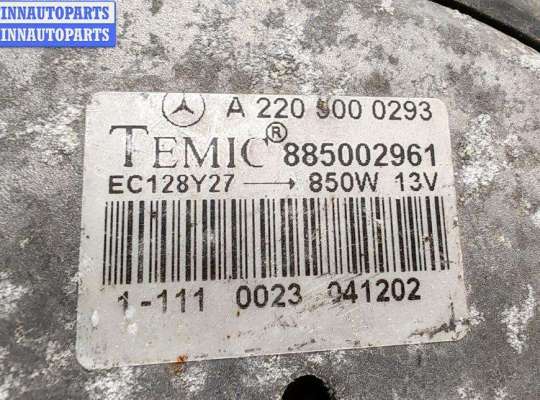 INNAUTOPARTS
INNAUTOPARTS
A 220 500 0293
TEMIC® 885002961
EC128Y27 → 850W 13V
1-111 0023 041202